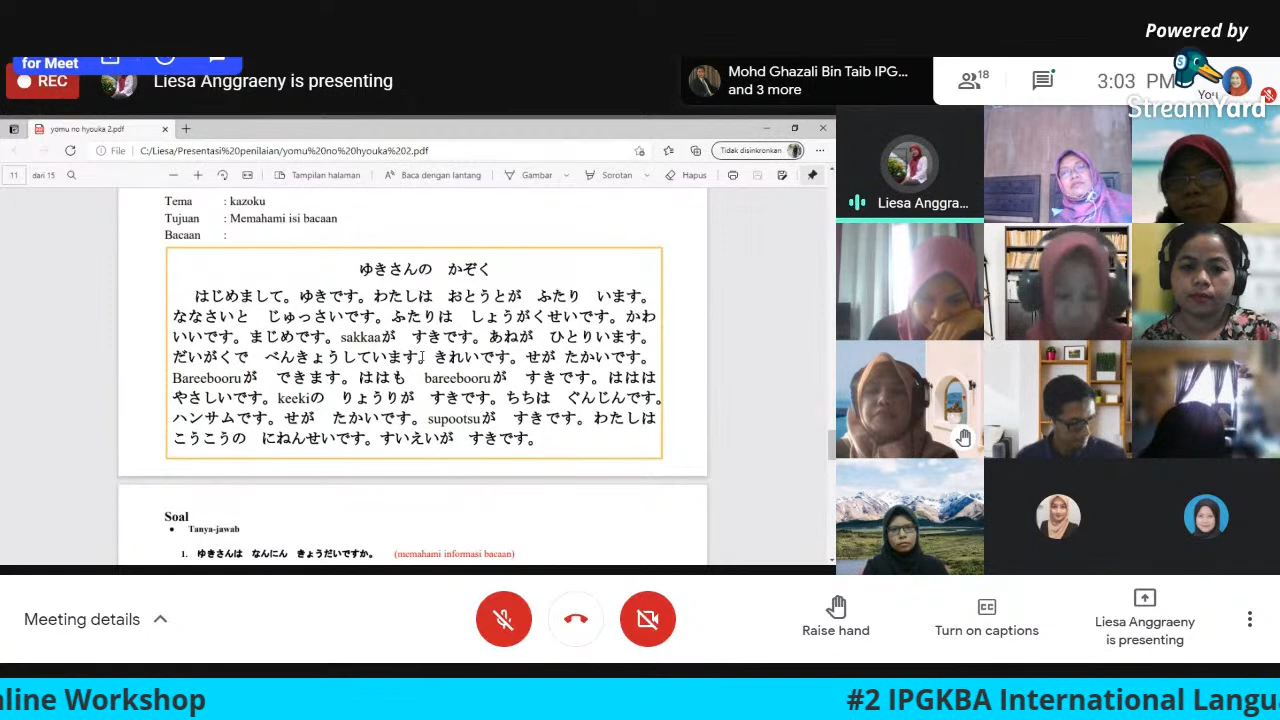 Powered by
for Meet
REC
Liesa Anggraeny is presenting
Mohd Ghazali Bin Taib IPG...
and 3 more
18
3:03 PM
You
StreamYard
yomu no hyouka 2.pdf
File
C:/Liesa/Presentasi%20penilaian/yomu%20no%20hyouka%202.pdf
Tidak disinkronkan
11 dari 15
Tampilan halaman
Baca dengan lantang
Gambar
Sorotan
Hapus
Tema : kazoku
Tujuan : Memahami isi bacaan
Bacaan :
ゆきさんの かぞく
はじめまして。ゆきです。わたしは おとうとが ふたり います。
ななさいと じゅっさいです。ふたりは しょうがくせいです。かわ
いいです。まじめです。sakkaaが すきです。あねが ひとりいます。
だいがくで べんきょうしています。きれいです。せが たかいです。
Bareebooruが できます。ははも bareebooruが すきです。ははは
やさしいです。keekiの りょうりが すきです。ちちは ぐんじんです。
ハンサムです。せが たかいです。supootsuが すきです。わたしは
こうこうの にねんせいです。すいえいが すきです。
Soal
• Tanya-jawab
1. ゆきさんは なんにん きょうだいですか。 (memahami informasi bacaan)
Liesa Anggra...
Meeting details
Raise hand
Turn on captions
Liesa Anggraeny
is presenting
nline Workshop
#2 IPGKBA International Langu